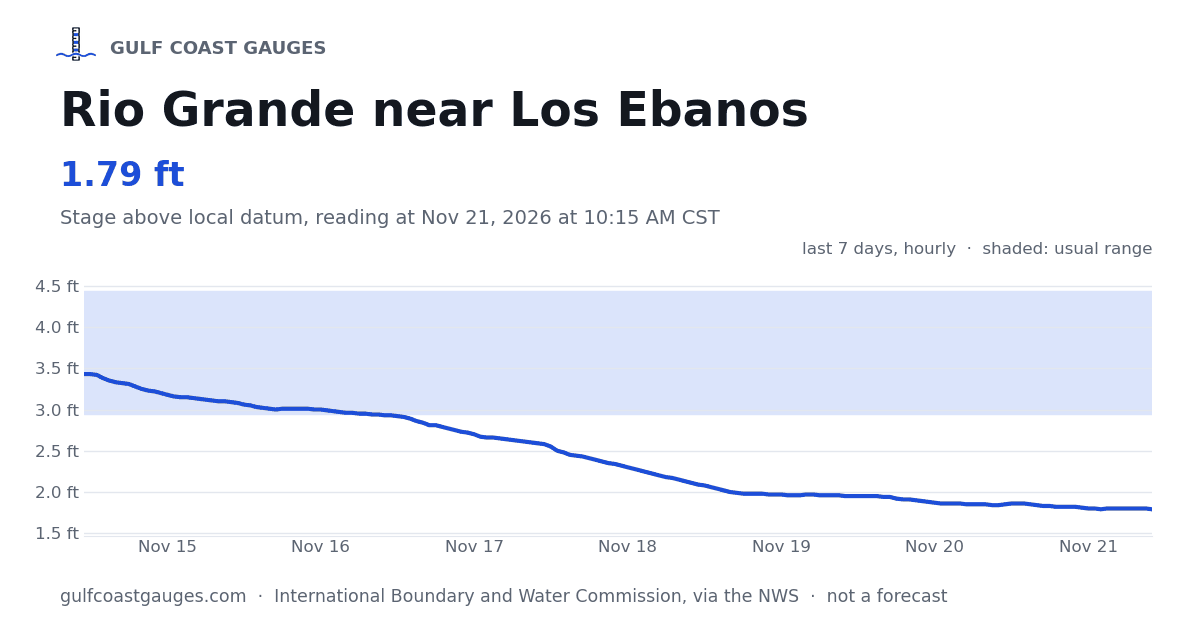 GULF COAST GAUGES
Rio Grande near Los Ebanos
1.79 ft
Stage above local datum, reading at Nov 21, 2026 at 10:15 AM CST
last 7 days, hourly · shaded: usual range
4.5 ft
4.0 ft
3.5 ft
3.0 ft
2.5 ft
2.0 ft
1.5 ft
Nov 15 Nov 16 Nov 17 Nov 18 Nov 19 Nov 20 Nov 21
gulfcoastgauges.com · International Boundary and Water Commission, via the NWS · not a forecast